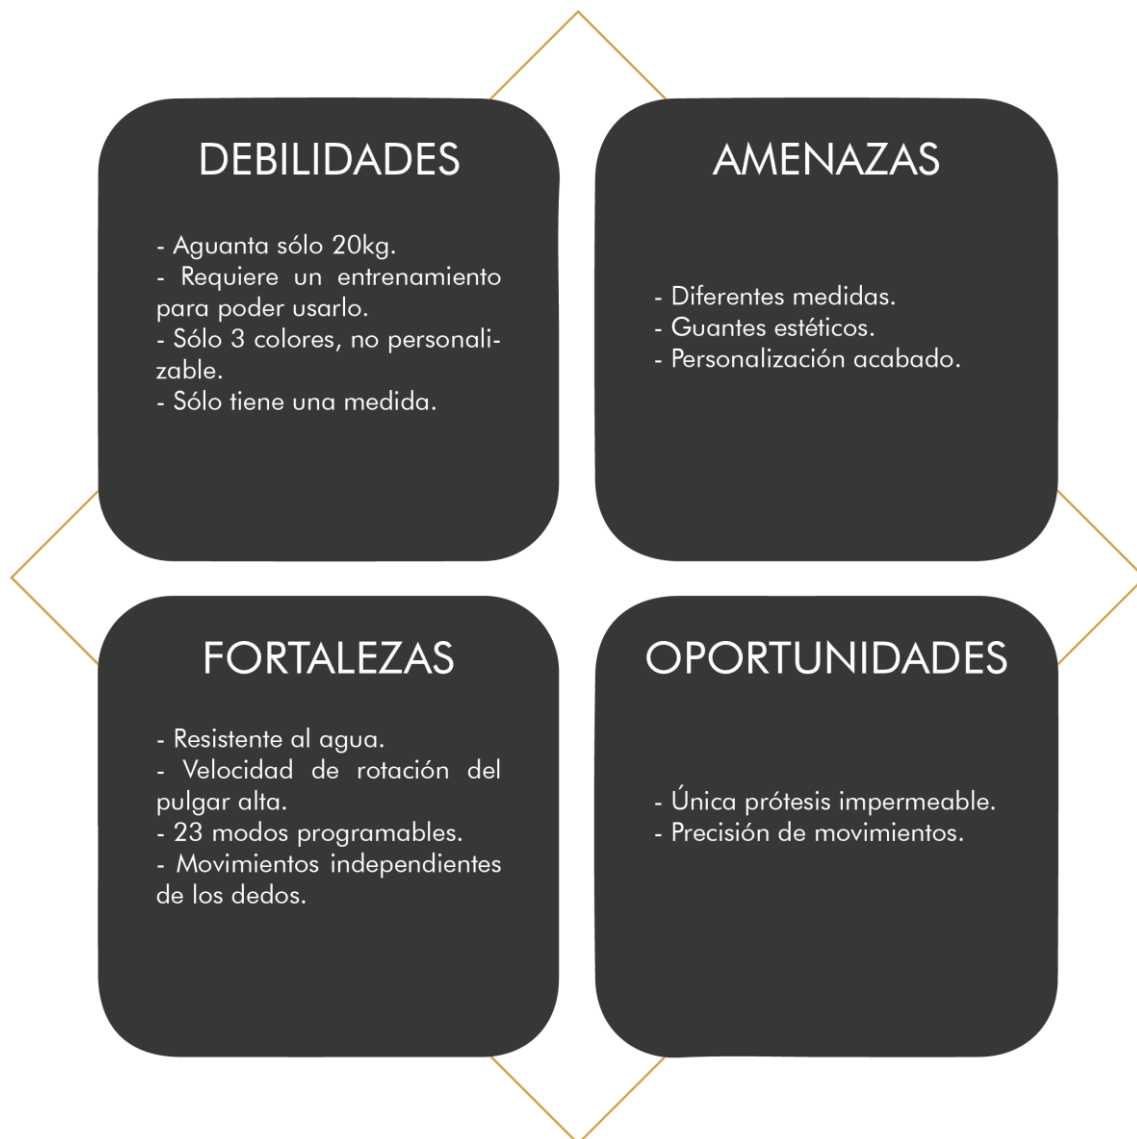 DEBILIDADES
- Aguanta sólo 20kg.
- Requiere un entrenamiento
para poder usarlo.
- Sólo 3 colores, no personali-
zable.
- Sólo tiene una medida.
AMENAZAS
- Diferentes medidas.
- Guantes estéticos.
- Personalización acabado.
FORTALEZAS
- Resistente al agua.
- Velocidad de rotación del
pulgar alta.
- 23 modos programables.
- Movimientos independientes
de los dedos.
OPORTUNIDADES
- Única prótesis impermeable.
- Precisión de movimientos.